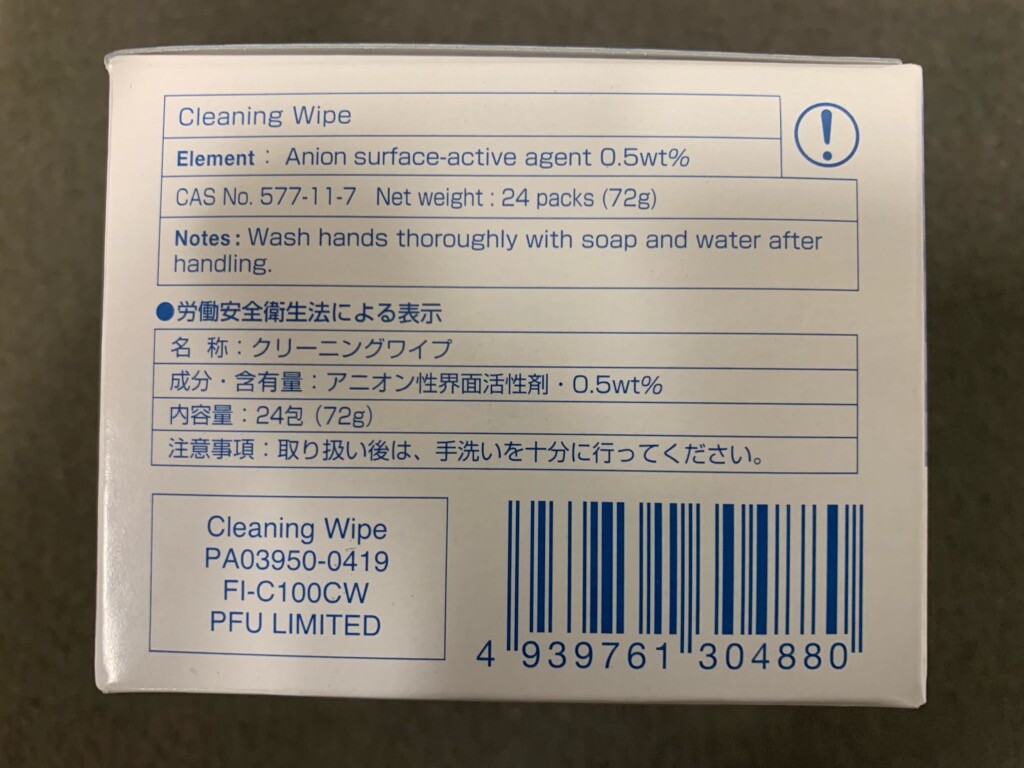 Cleaning Wipe
Element : Anion surface-active agent 0.5wt%
CAS No. 577-11-7 Net weight : 24 packs (72g)
Notes : Wash hands thoroughly with soap and water after
handling.
●労働安全衛生法による表示
名 称：クリーニングワイプ
成分・含有量：アニオン性界面活性剤・0.5wt%
内容量：24包（72g）
注意事項：取り扱い後は、手洗いを十分に行ってください。
Cleaning Wipe
PA03950-0419
FI-C100CW
PFU LIMITED
4 939761 304880